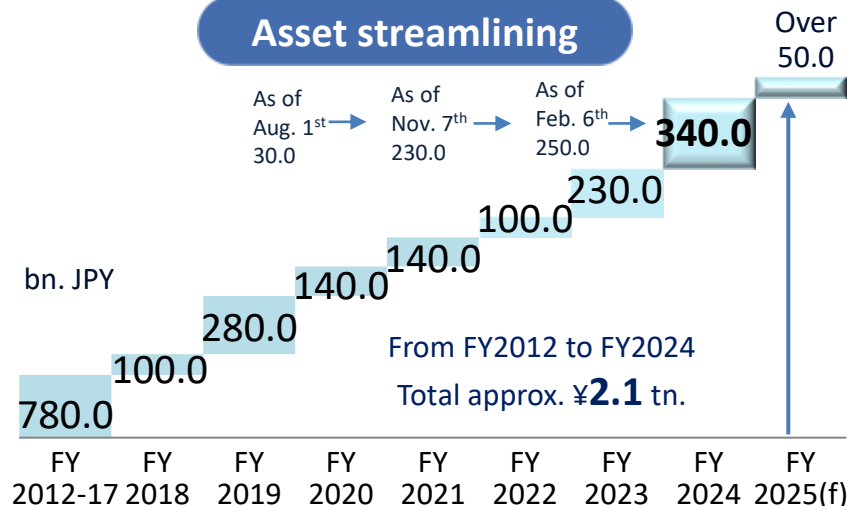 Asset streamlining
Over
50.0
As of
Aug. 1st
30.0
As of
Nov. 7th
230.0
As of
Feb. 6th
250.0
340.0
230.0
100.0
140.0
140.0
280.0
100.0
780.0
bn. JPY
From FY2012 to FY2024
Total approx. ¥2.1 tn.
FY
2012-17
FY
2018
FY
2019
FY
2020
FY
2021
FY
2022
FY
2023
FY
2024
FY
2025(f)